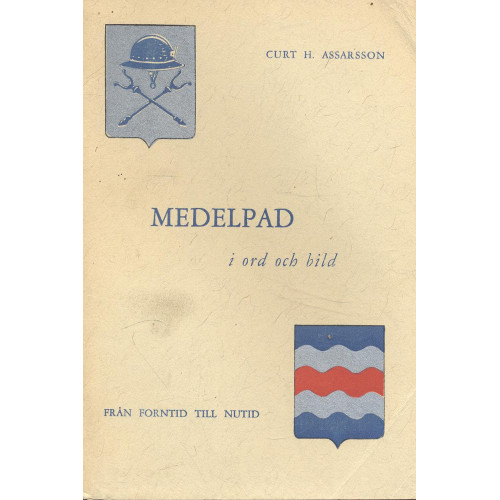 CURT H. ASSARSSON
MEDELPAD
i ord och bild
FRÅN FORNTID TILL NUTID